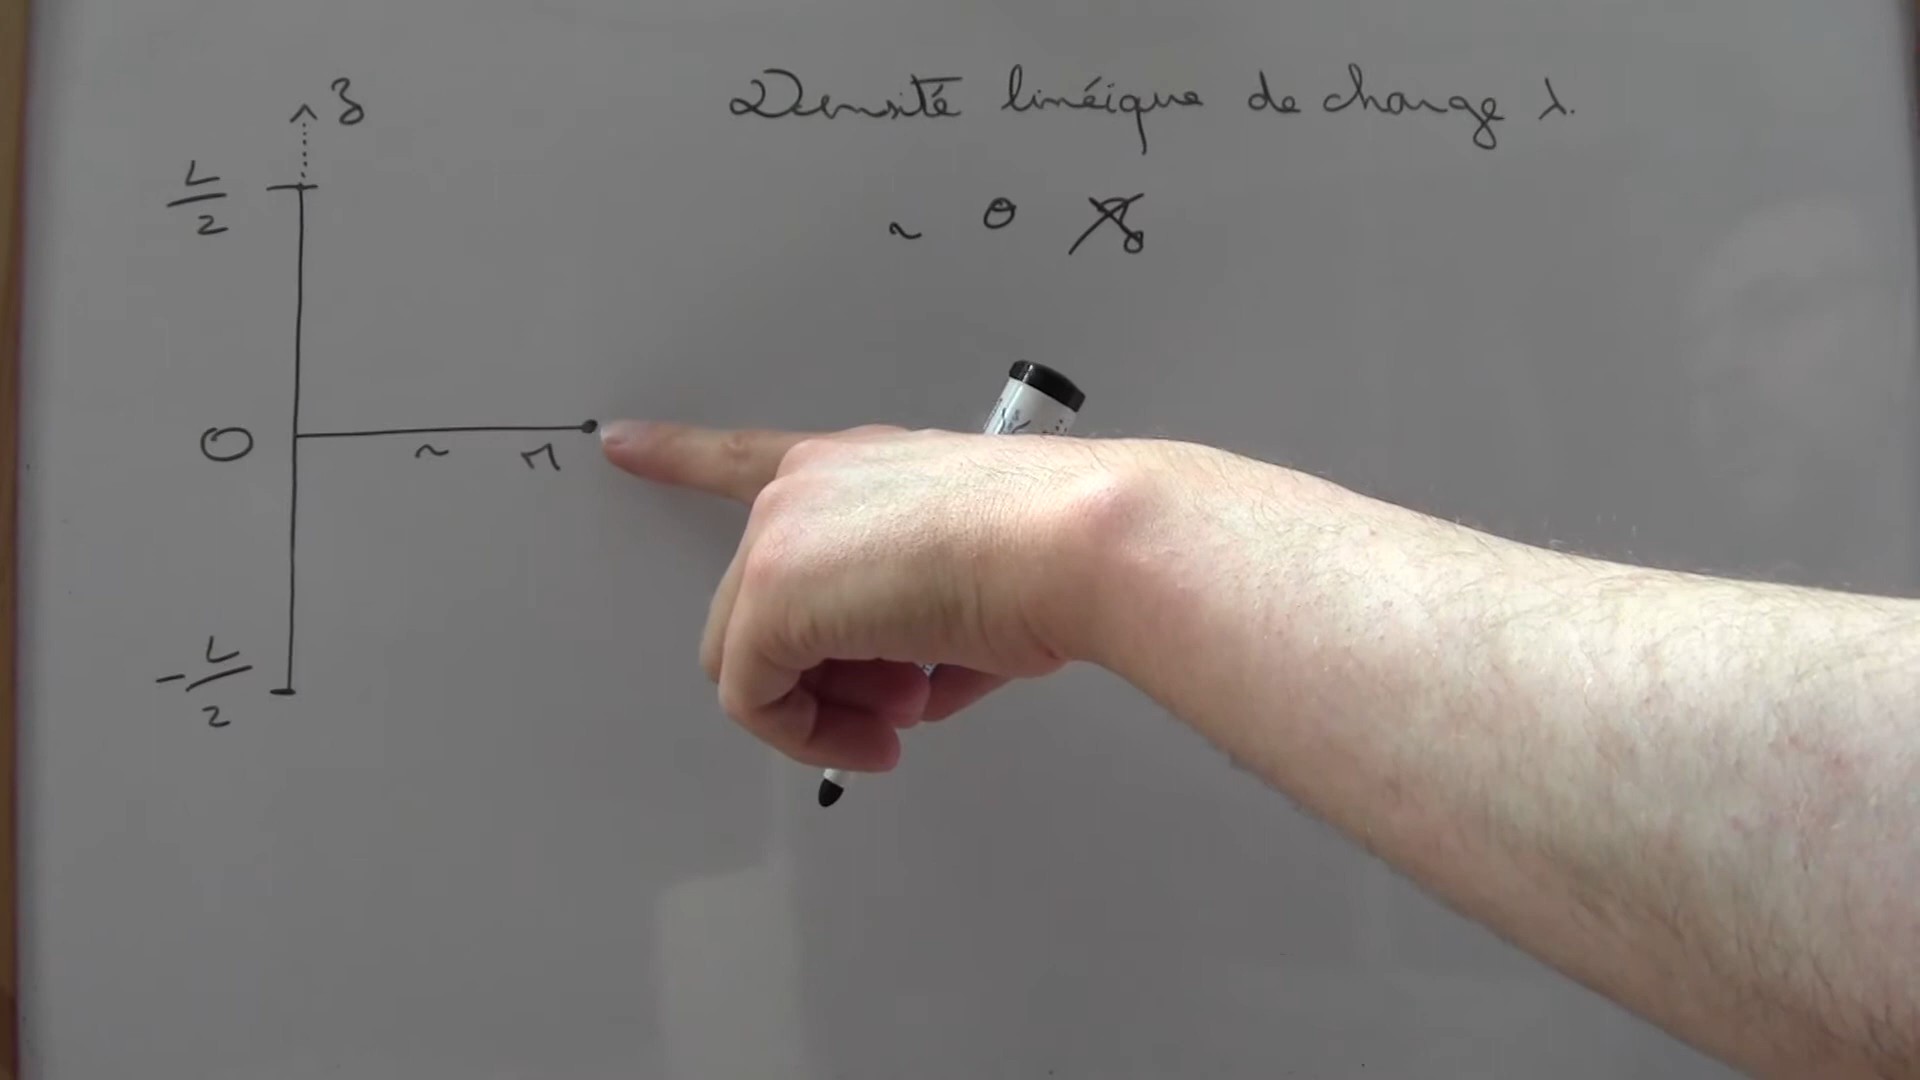 Densité linéique de charge λ.
z
L/2
r θ z
O
r M
-L/2